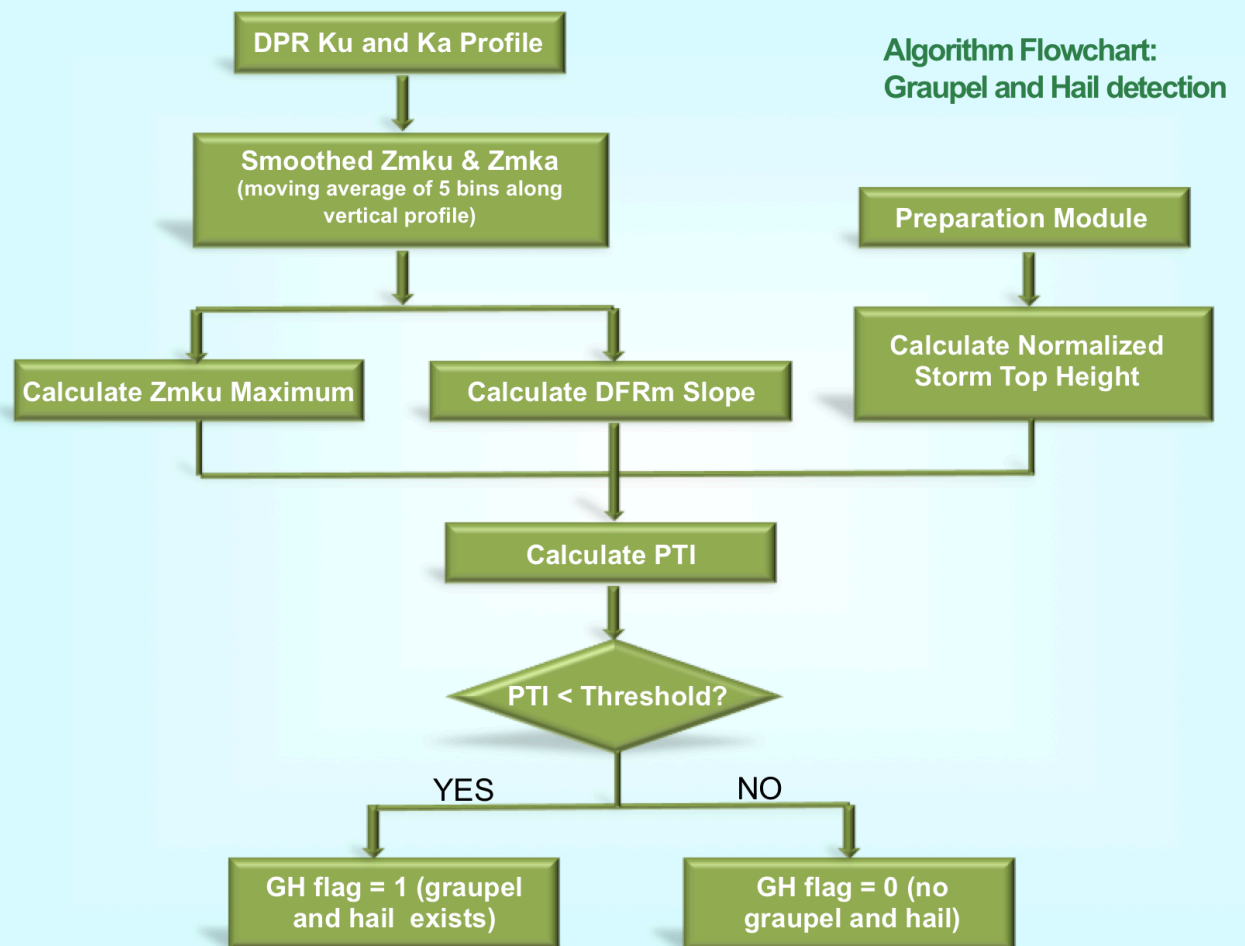 Algorithm Flowchart:
Graupel and Hail detection
DPR Ku and Ka Profile
Smoothed Zmku & Zmka
(moving average of 5 bins along
vertical profile)
Preparation Module
Calculate Zmku Maximum
Calculate DFRm Slope
Calculate Normalized
Storm Top Height
Calculate PTI
PTI < Threshold?
YES
NO
GH flag = 1 (graupel
and hail exists)
GH flag = 0 (no
graupel and hail)